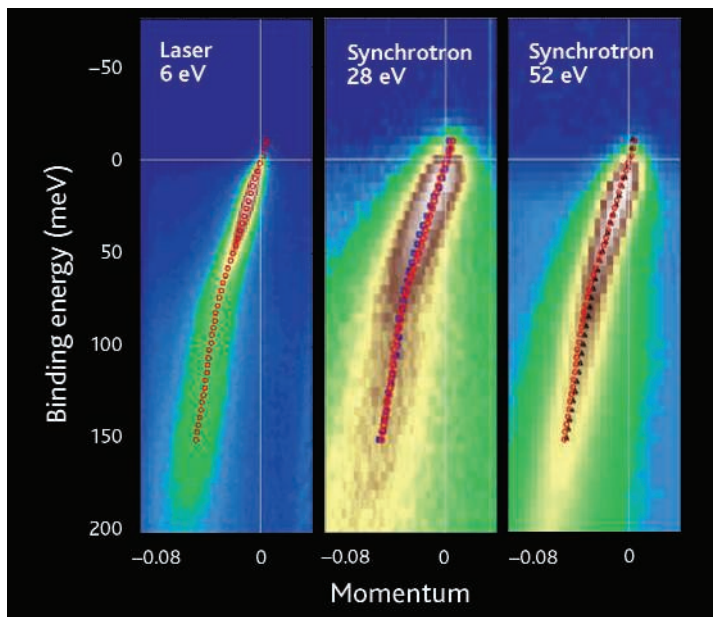 Laser
6 eV
Synchrotron
28 eV
Synchrotron
52 eV
Binding energy (meV)
–50
0
50
100
150
200
–0.08
0
–0.08
0
–0.08
0
Momentum